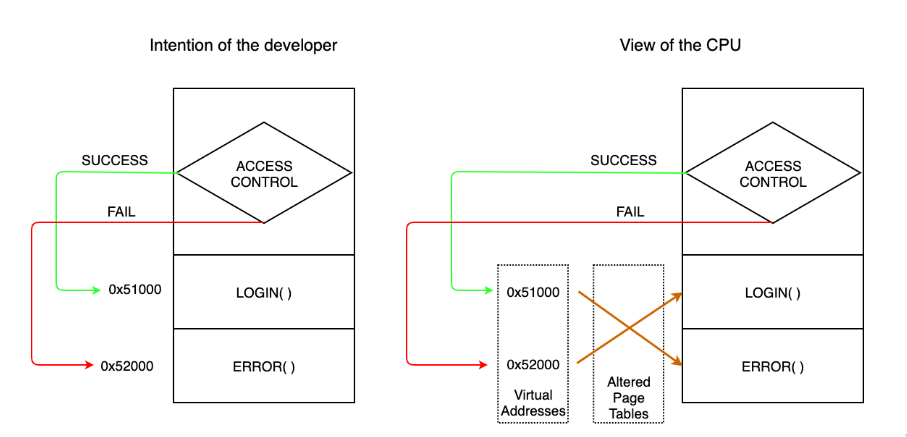 Intention of the developer
SUCCESS
ACCESS
CONTROL
FAIL
0x51000
LOGIN( )
0x52000
ERROR( )
View of the CPU
SUCCESS
ACCESS
CONTROL
FAIL
0x51000
LOGIN( )
0x52000
ERROR( )
Virtual
Addresses
Altered
Page
Tables